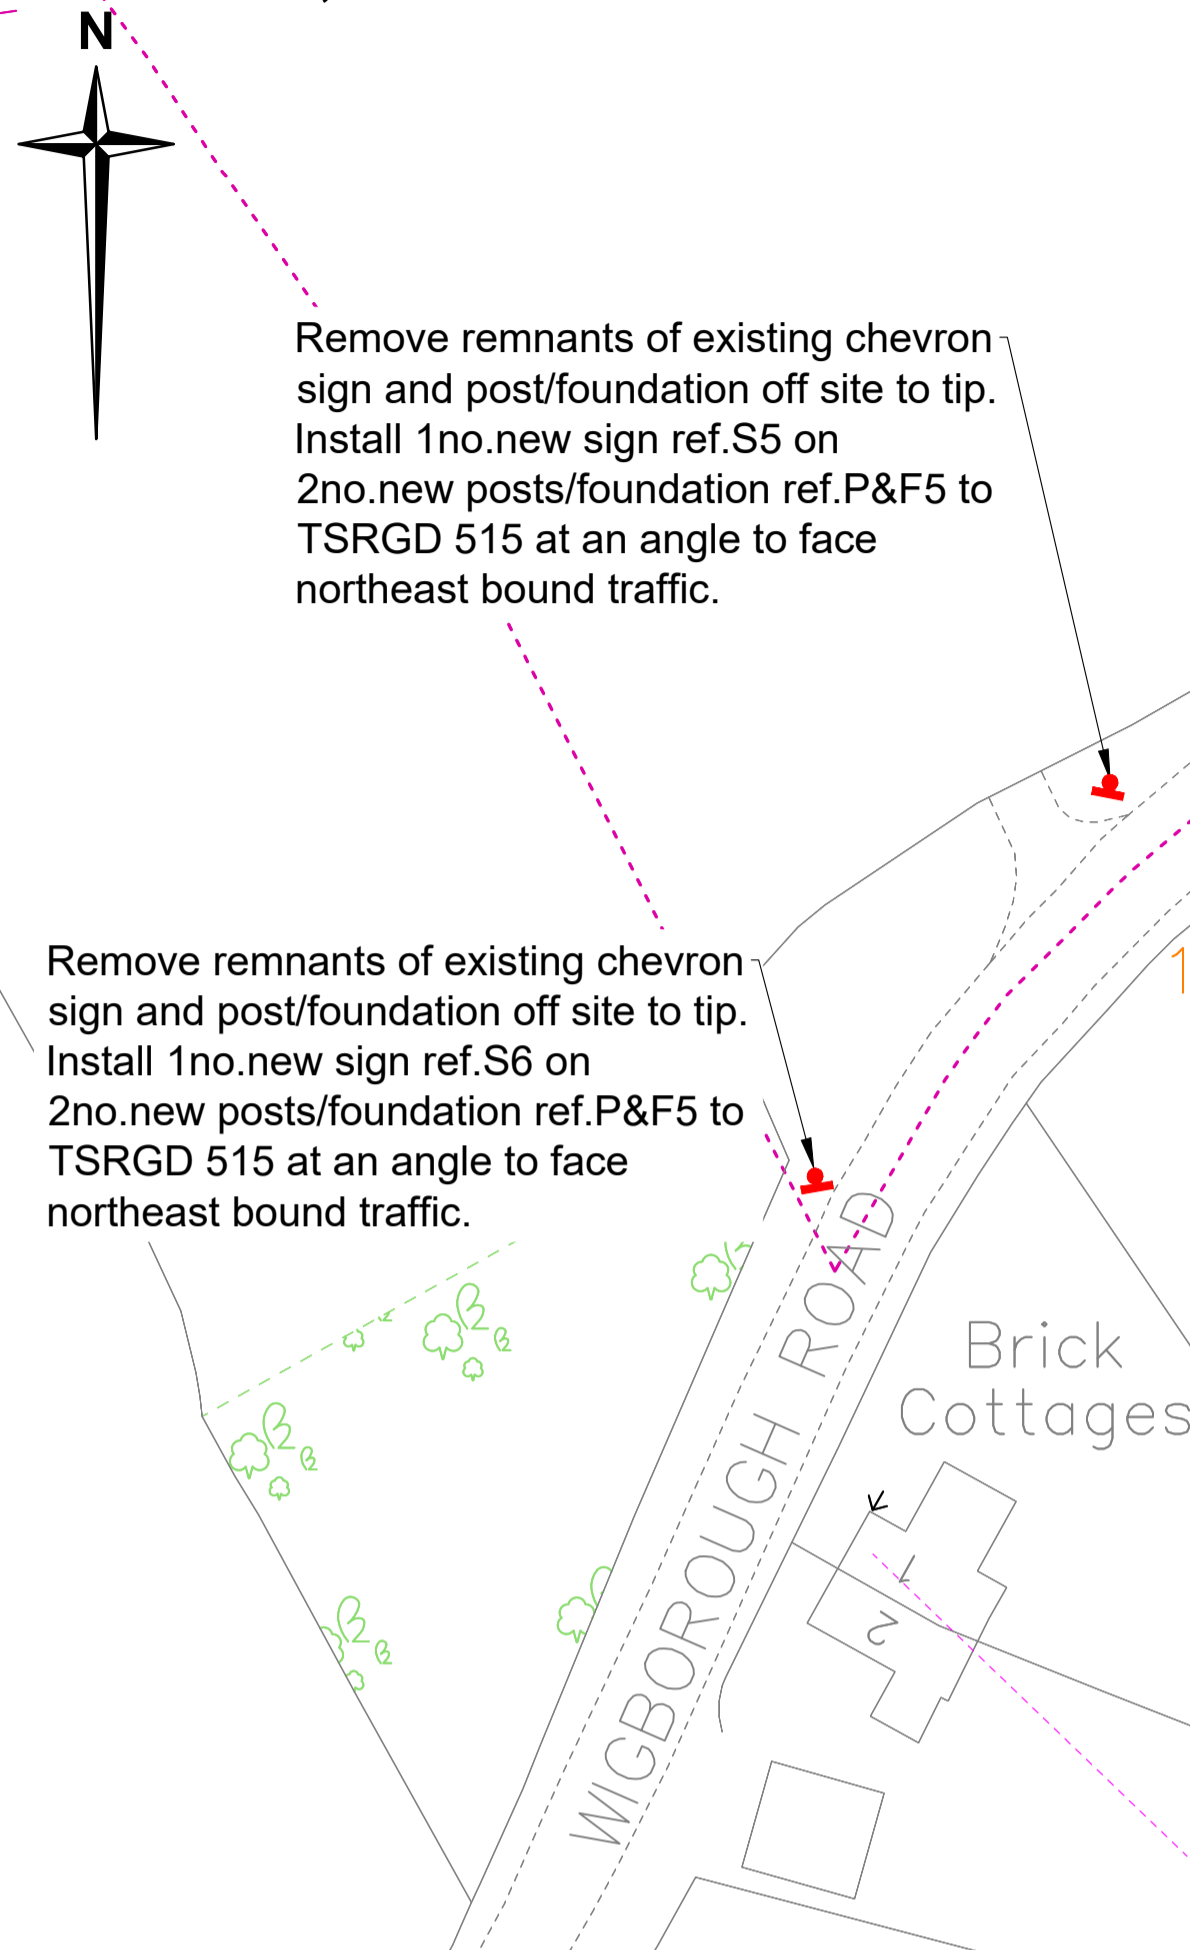 N
Remove remnants of existing chevron
sign and post/foundation off site to tip.
Install 1no.new sign ref.S5 on
2no.new posts/foundation ref.P&F5 to
TSRGD 515 at an angle to face
northeast bound traffic.
Remove remnants of existing chevron
sign and post/foundation off site to tip.
Install 1no.new sign ref.S6 on
2no.new posts/foundation ref.P&F5 to
TSRGD 515 at an angle to face
northeast bound traffic.
1
WIGBOROUGH ROAD
Brick
Cottages
1
2